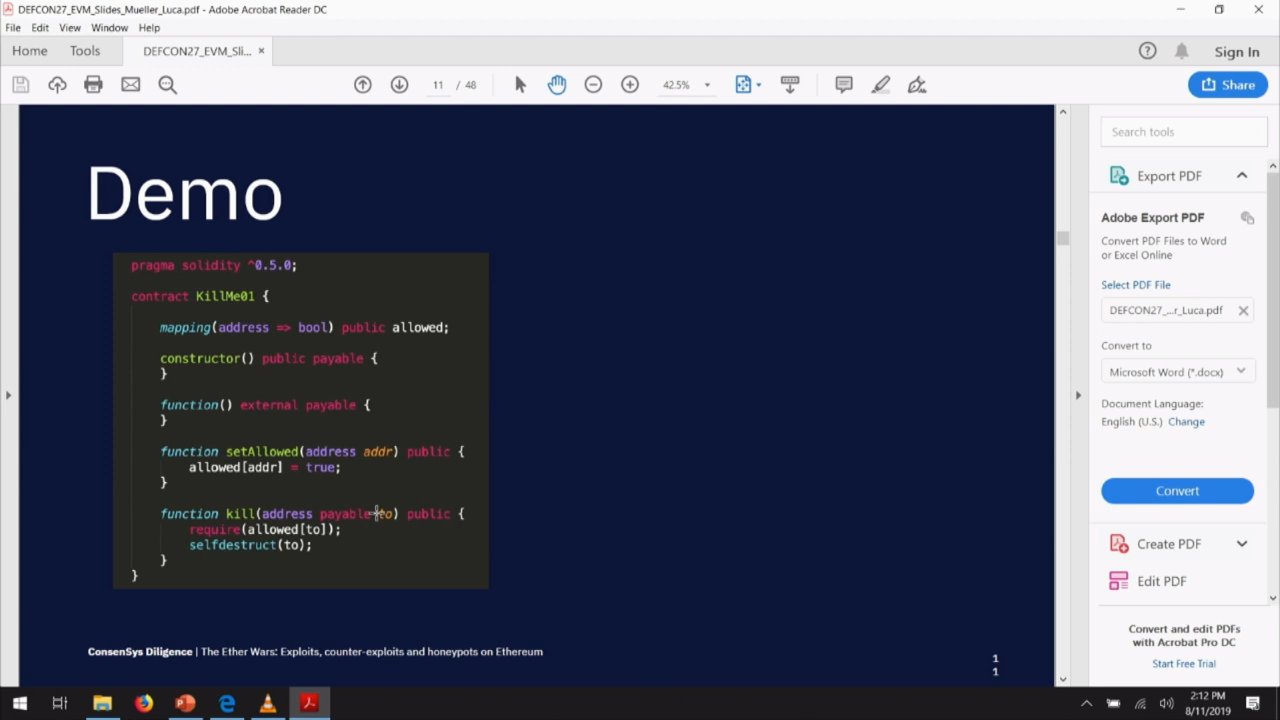 DEFCON27_EVM_Slides_Mueller_Luca.pdf - Adobe Acrobat Reader DC
File Edit View Window Help
Home Tools DEFCON27_EVM_Sli... × Sign In
11 / 48 42.5% Share
Demo
pragma solidity ^0.5.0;
contract KillMe01 {
mapping(address => bool) public allowed;
constructor() public payable {
}
function() external payable {
}
function setAllowed(address addr) public {
allowed[addr] = true;
}
function kill(address payable to) public {
require(allowed[to]);
selfdestruct(to);
}
}
ConsenSys Diligence | The Ether Wars: Exploits, counter-exploits and honeypots on Ethereum
1
1
Search tools
Export PDF
Adobe Export PDF
Convert PDF Files to Word
or Excel Online
Select PDF File
DEFCON27_...r_Luca.pdf
Convert to
Microsoft Word (*.docx)
Document Language:
English (U.S.) Change
Convert
Create PDF
Edit PDF
Convert and edit PDFs
with Acrobat Pro DC
Start Free Trial
2:12 PM
8/11/2019